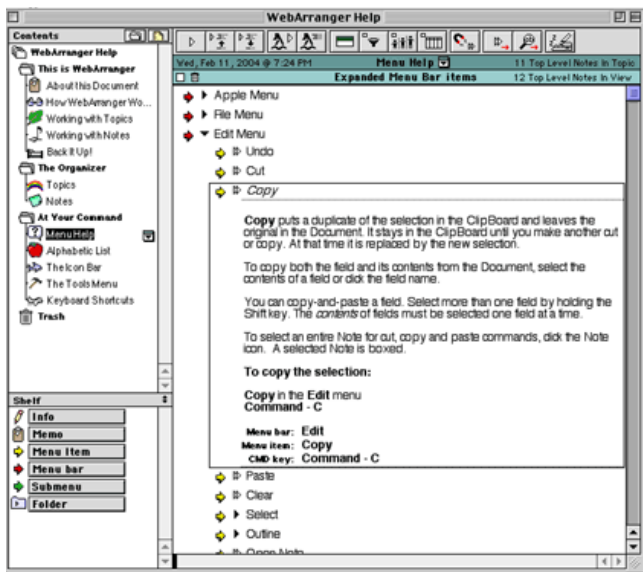 WebArranger Help
Contents
WebArranger Help
This is WebArranger
About this Document
How WebArranger Wo...
Working with Topics
Working with Notes
Back It Up!
The Organizer
Topics
Notes
At Your Command
Menu Help
Alphabetic List
The Icon Bar
The Tools Menu
Keyboard Shortcuts
Trash
Shelf
Info
Memo
Menu Item
Menu bar
Submenu
Folder
Wed, Feb 11, 2004 @ 7:24 PM Menu Help 11 Top Level Notes In Topic
Expanded Menu Bar items 12 Top Level Notes In View
Apple Menu
File Menu
Edit Menu
Undo
Cut
Copy
Copy puts a duplicate of the selection in the ClipBoard and leaves the
original in the Document. It stays in the ClipBoard until you make another cut
or copy. At that time it is replaced by the new selection.
To copy both the field and its contents from the Document, select the
contents of a field or click the field name.
You can copy-and-paste a field. Select more than one field by holding the
Shift key. The contents of fields must be selected one field at a time.
To select an entire Note for cut, copy and paste commands, click the Note
icon. A selected Note is boxed.
To copy the selection:
Copy in the Edit menu
Command - C
Menu bar: Edit
Menu item: Copy
CMD key: Command - C
Paste
Clear
Select
Outline
Open Note